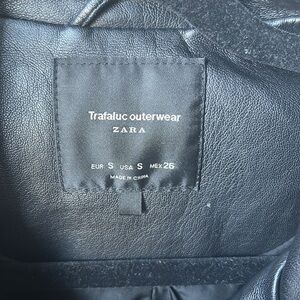 Trafaluc outerwear
ZARA
EUR S USA S MEX 26
MADE IN CHINA